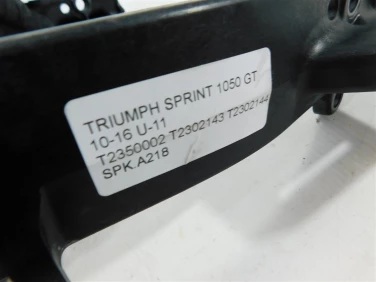 TRIUMPH SPRINT 1050 GT
10-16 U-11
T2350002 T2302143 T2302144
SPK.A218